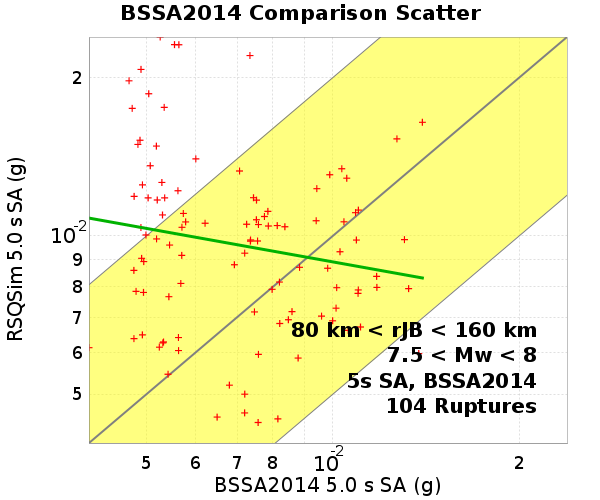 BSSA2014 Comparison Scatter
RSQSim 5.0 s SA (g)
2
10-2
9
8
7
6
5
80 km < rJB < 160 km
7.5 < Mw < 8
5s SA, BSSA2014
104 Ruptures
5 6 7 8 10-2 2
BSSA2014 5.0 s SA (g)